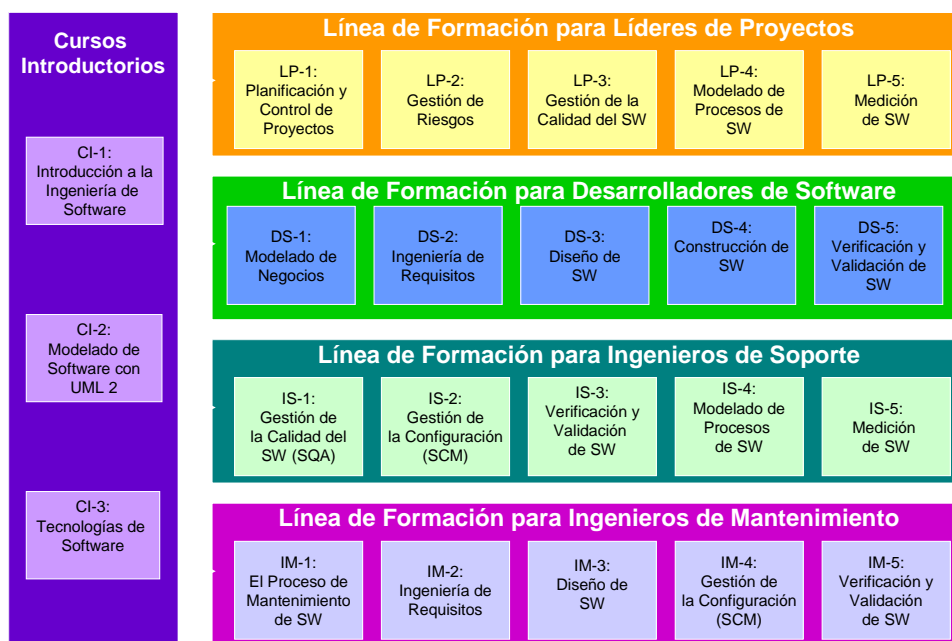 Cursos
Introductorios
CI-1:
Introducción a la
Ingeniería de
Software
CI-2:
Modelado de
Software con
UML 2
CI-3:
Tecnologías de
Software
Línea de Formación para Líderes de Proyectos
LP-1:
Planificación y
Control de
Proyectos
LP-2:
Gestión de
Riesgos
LP-3:
Gestión de la
Calidad del SW
LP-4:
Modelado de
Procesos de
SW
LP-5:
Medición
de SW
Línea de Formación para Desarrolladores de Software
DS-1:
Modelado de
Negocios
DS-2:
Ingeniería de
Requisitos
DS-3:
Diseño de
SW
DS-4:
Construcción de
SW
DS-5:
Verificación y
Validación de
SW
Línea de Formación para Ingenieros de Soporte
IS-1:
Gestión de
la Calidad del
SW (SQA)
IS-2:
Gestión de
la Configuración
(SCM)
IS-3:
Verificación y
Validación
de SW
IS-4:
Modelado de
Procesos
de SW
IS-5:
Medición
de SW
Línea de Formación para Ingenieros de Mantenimiento
IM-1:
El Proceso de
Mantenimiento
de SW
IM-2:
Ingeniería de
Requisitos
IM-3:
Diseño de
SW
IM-4:
Gestión de
la Configuración
(SCM)
IM-5:
Verificación y
Validación
de SW